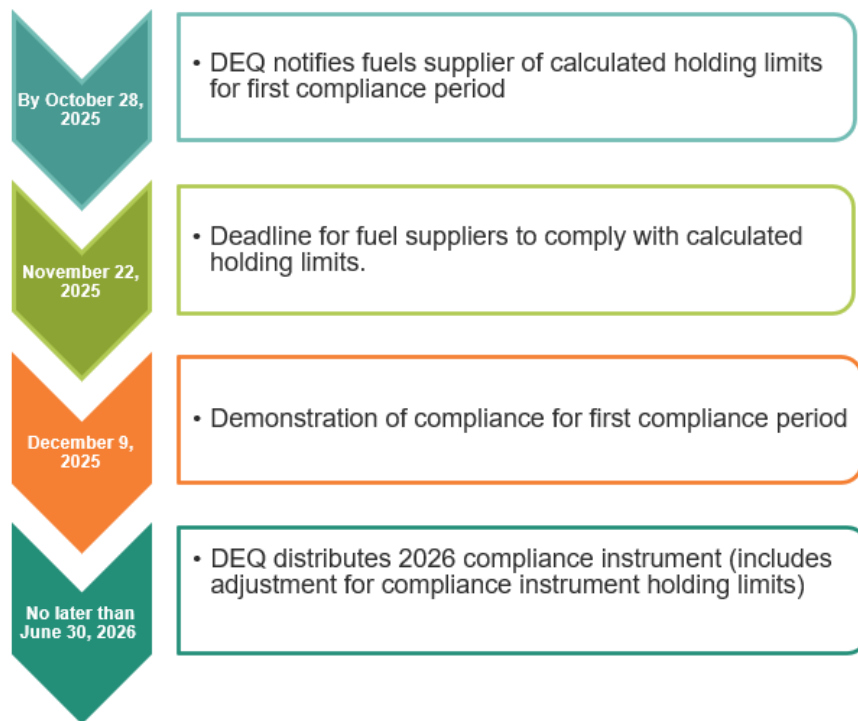 By October 28,
2025
• DEQ notifies fuels supplier of calculated holding limits
for first compliance period
November 22,
2025
• Deadline for fuel suppliers to comply with calculated
holding limits.
December 9,
2025
• Demonstration of compliance for first compliance period
No later than
June 30, 2026
• DEQ distributes 2026 compliance instrument (includes
adjustment for compliance instrument holding limits)